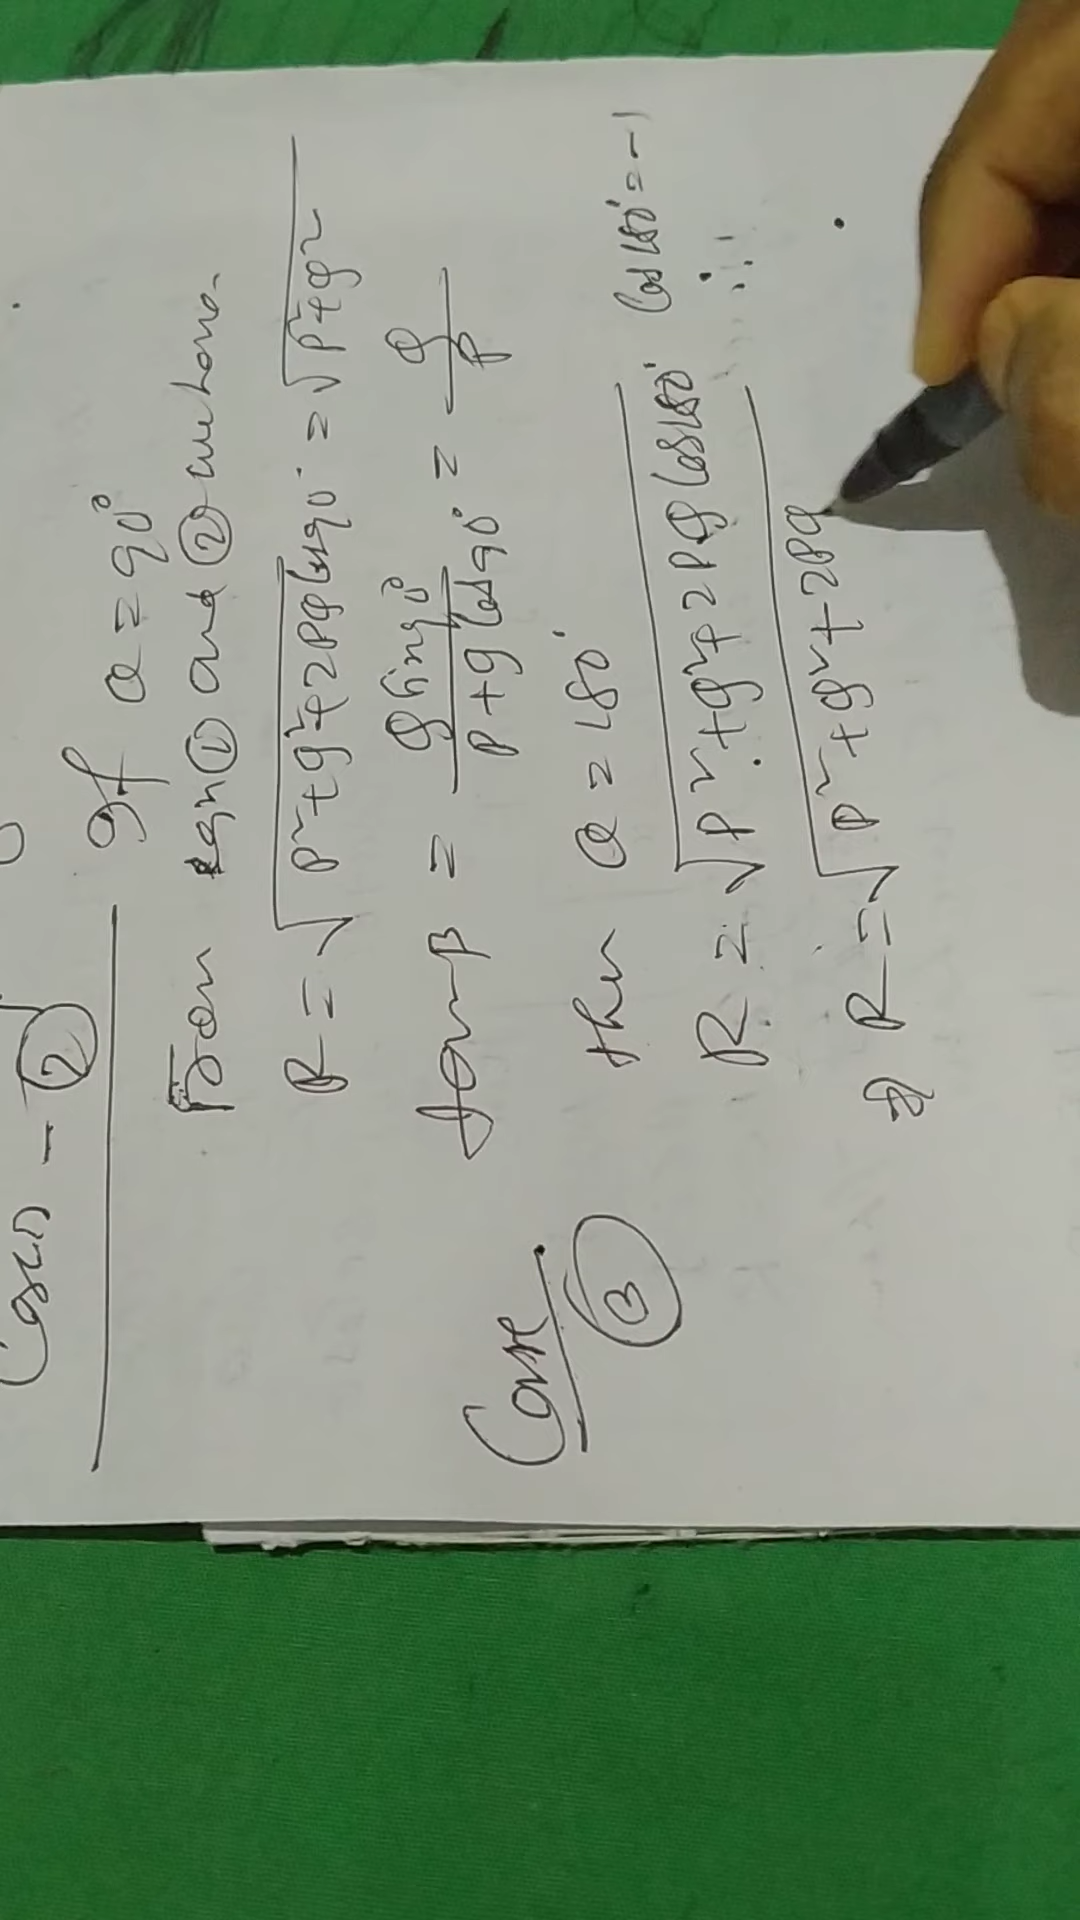 Case - ②
If θ = 90°
From eqn ① and ② we have.
R = √P²+Q²+2PQ Cos90° = √P²+Q²
tanβ = Q Sin90° / P+Q Cos90° = Q/P
Case ③ then θ = 180°
R = √P²+Q²+2PQ Cos180° Cos180° = -1
⇒ R = √P²+Q²+2PQ